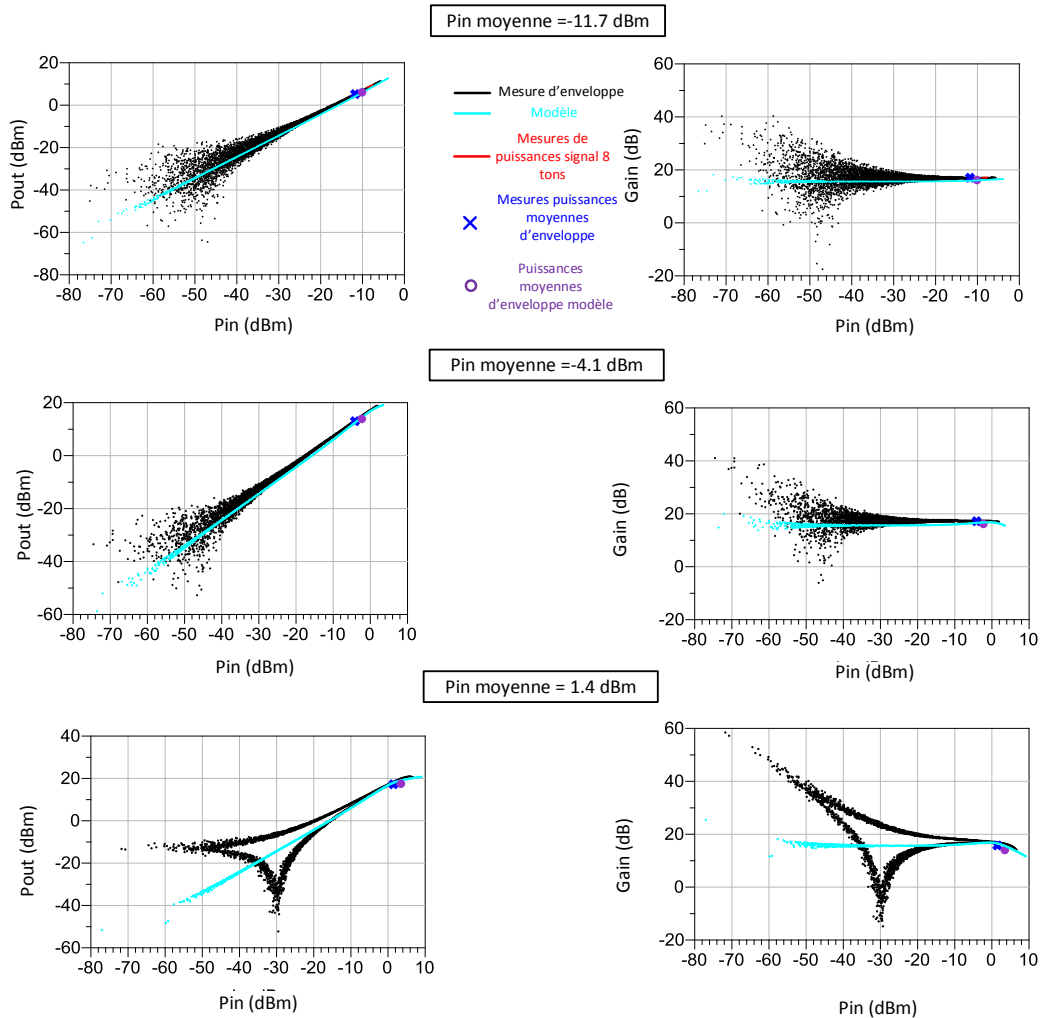 Pin moyenne =-11.7 dBm
20
0
-20
-40
-60
-80
-80 -70 -60 -50 -40 -30 -20 -10 0
Pout (dBm)
Pin (dBm)
Mesure d'enveloppe
Modèle
Mesures de
puissances signal 8
tons
Mesures puissances
moyennes
d'enveloppe
Puissances
moyennes
d'enveloppe modèle
60
40
20
0
-20
-80 -70 -60 -50 -40 -30 -20 -10 0
Gain (dB)
Pin (dBm)
Pin moyenne =-4.1 dBm
20
0
-20
-40
-60
-80 -70 -60 -50 -40 -30 -20 -10 0 10
Pout (dBm)
Pin (dBm)
60
40
20
0
-20
-80 -70 -60 -50 -40 -30 -20 -10 0 10
Gain (dB)
Pin (dBm)
Pin moyenne = 1.4 dBm
40
20
0
-20
-40
-60
-80 -70 -60 -50 -40 -30 -20 -10 0 10
Pout (dBm)
Pin (dBm)
60
40
20
0
-20
-80 -70 -60 -50 -40 -30 -20 -10 0 10
Gain (dB)
Pin (dBm)